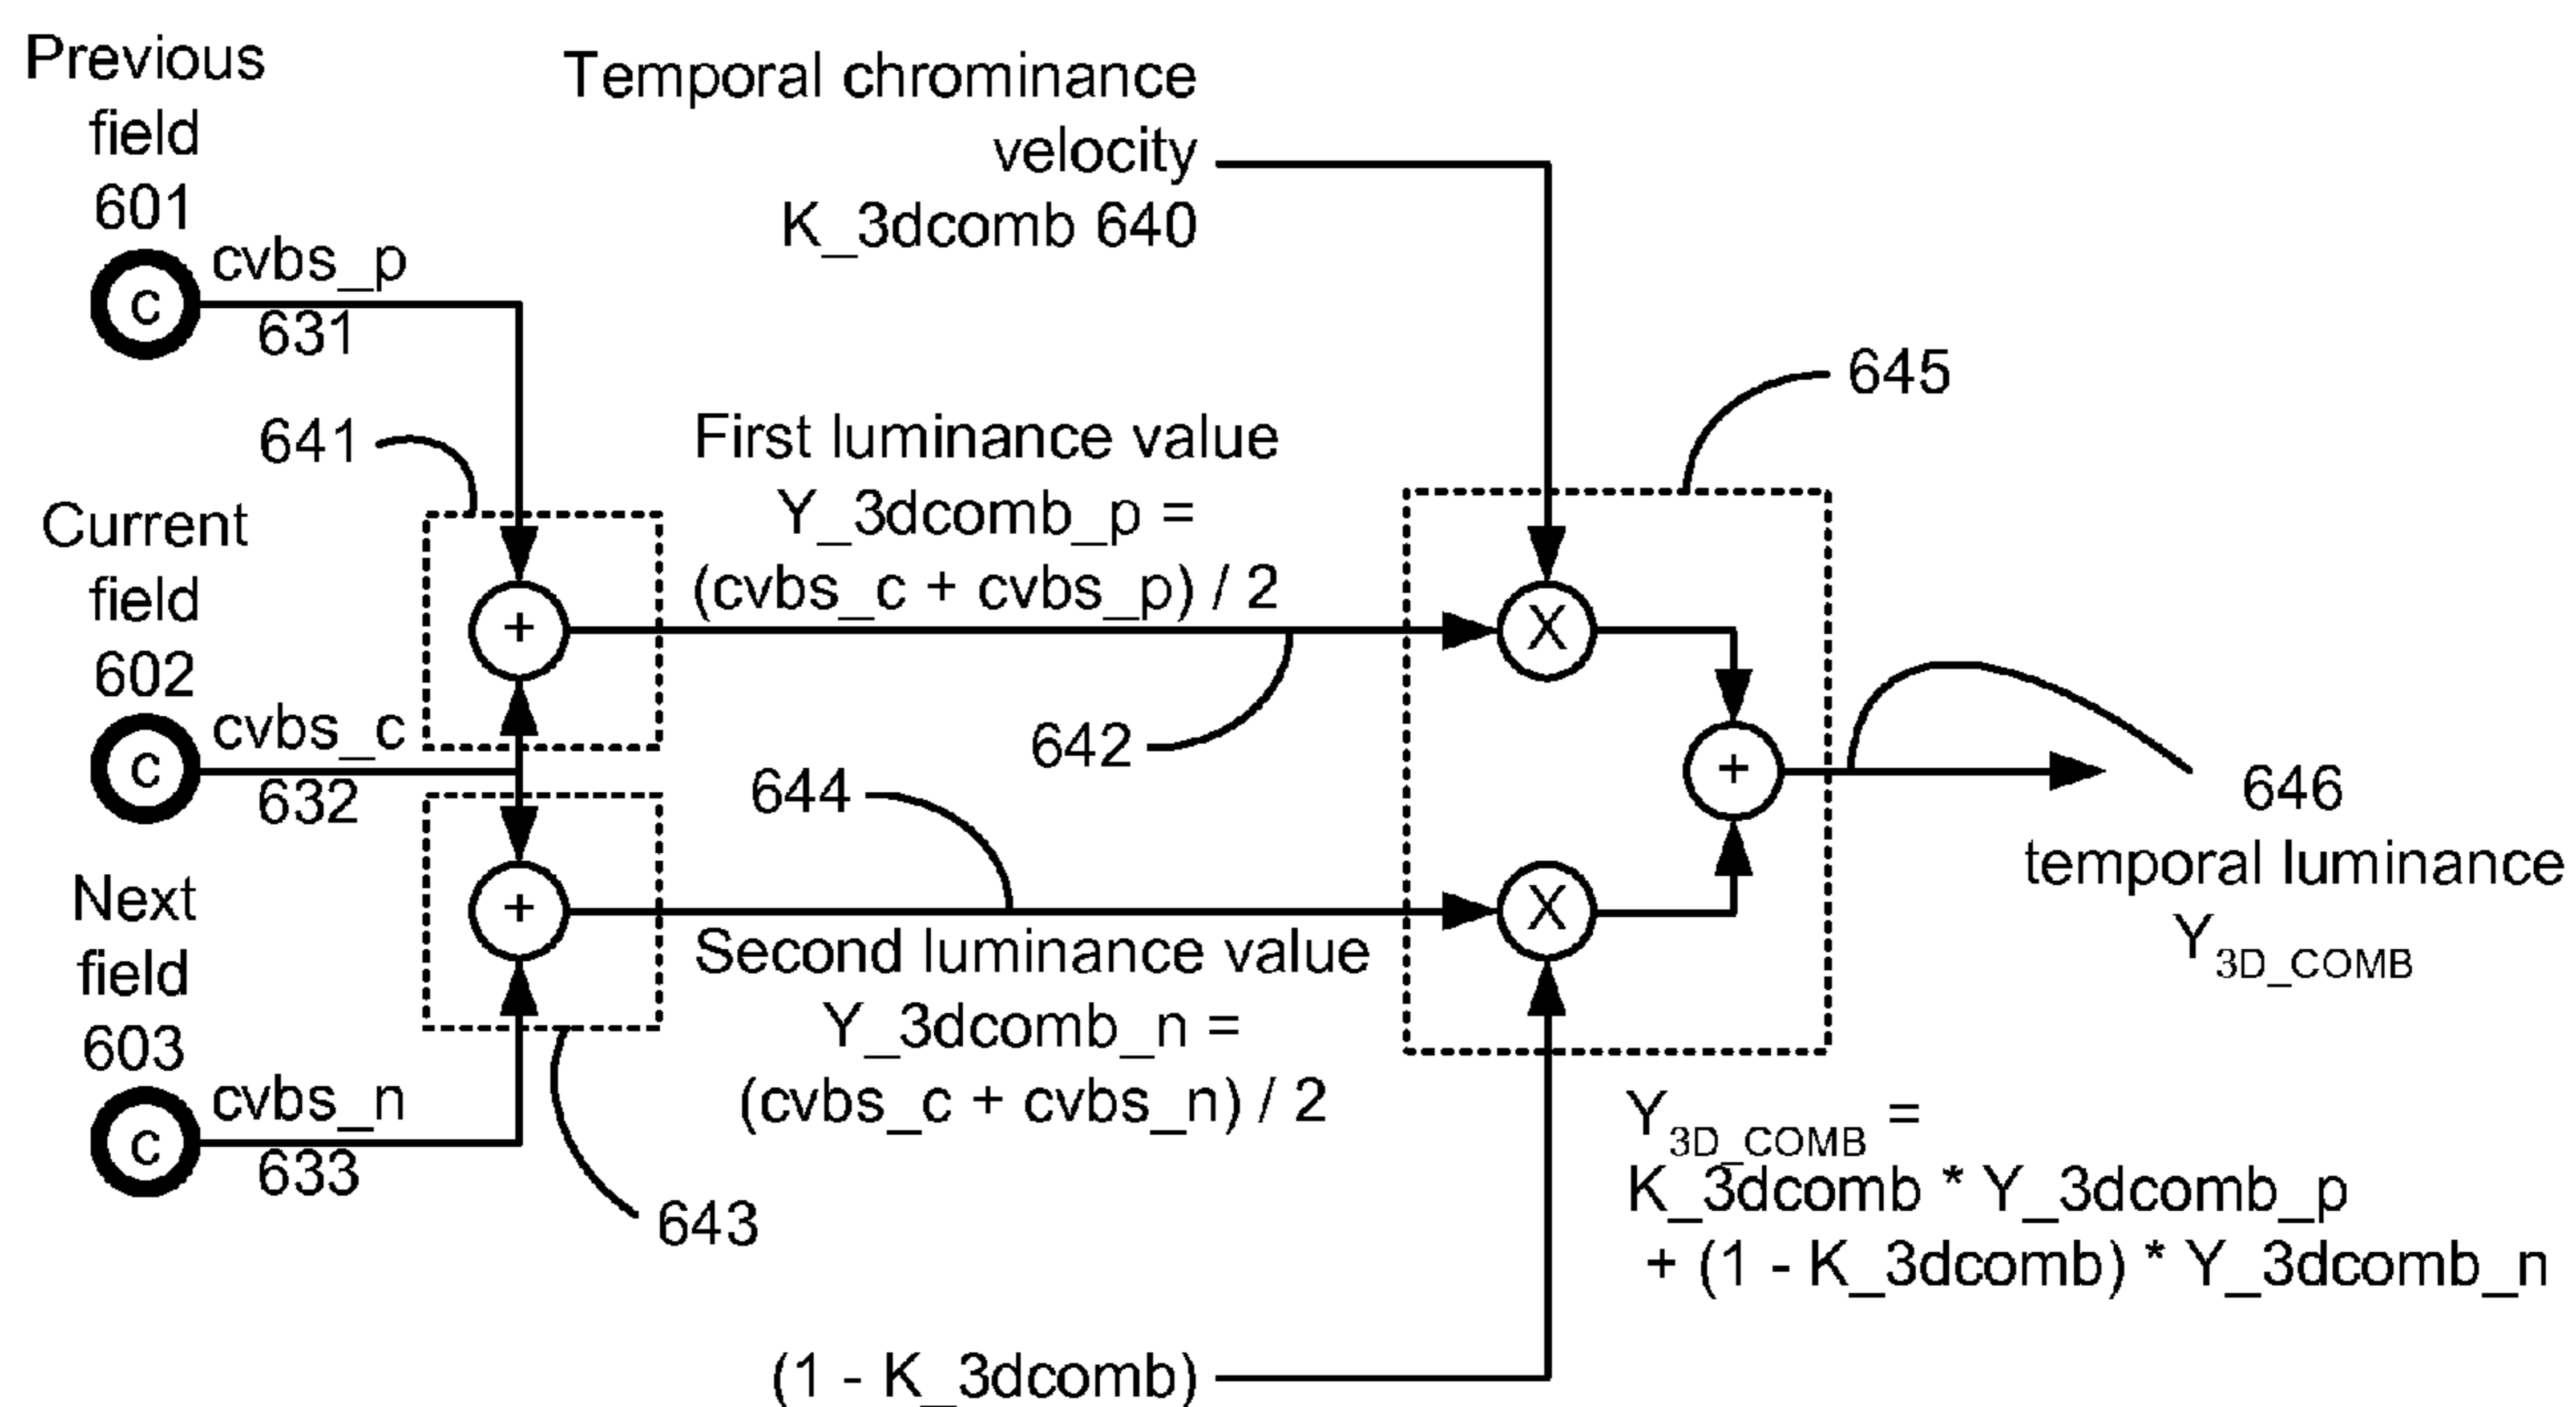 Previous
field
601
c
cvbs_p
631
Temporal chrominance
velocity
K_3dcomb 640
641
645
First luminance value
Y_3dcomb_p =
(cvbs_c + cvbs_p) / 2
Current
field
602
c
cvbs_c
632
+
X
642
644
+
646
temporal luminance
Y3D_COMB
Next
field
603
c
cvbs_n
633
+
X
Second luminance value
Y_3dcomb_n =
(cvbs_c + cvbs_n) / 2
643
Y3D_COMB =
K_3dcomb * Y_3dcomb_p
+ (1 - K_3dcomb) * Y_3dcomb_n
(1 - K_3dcomb)